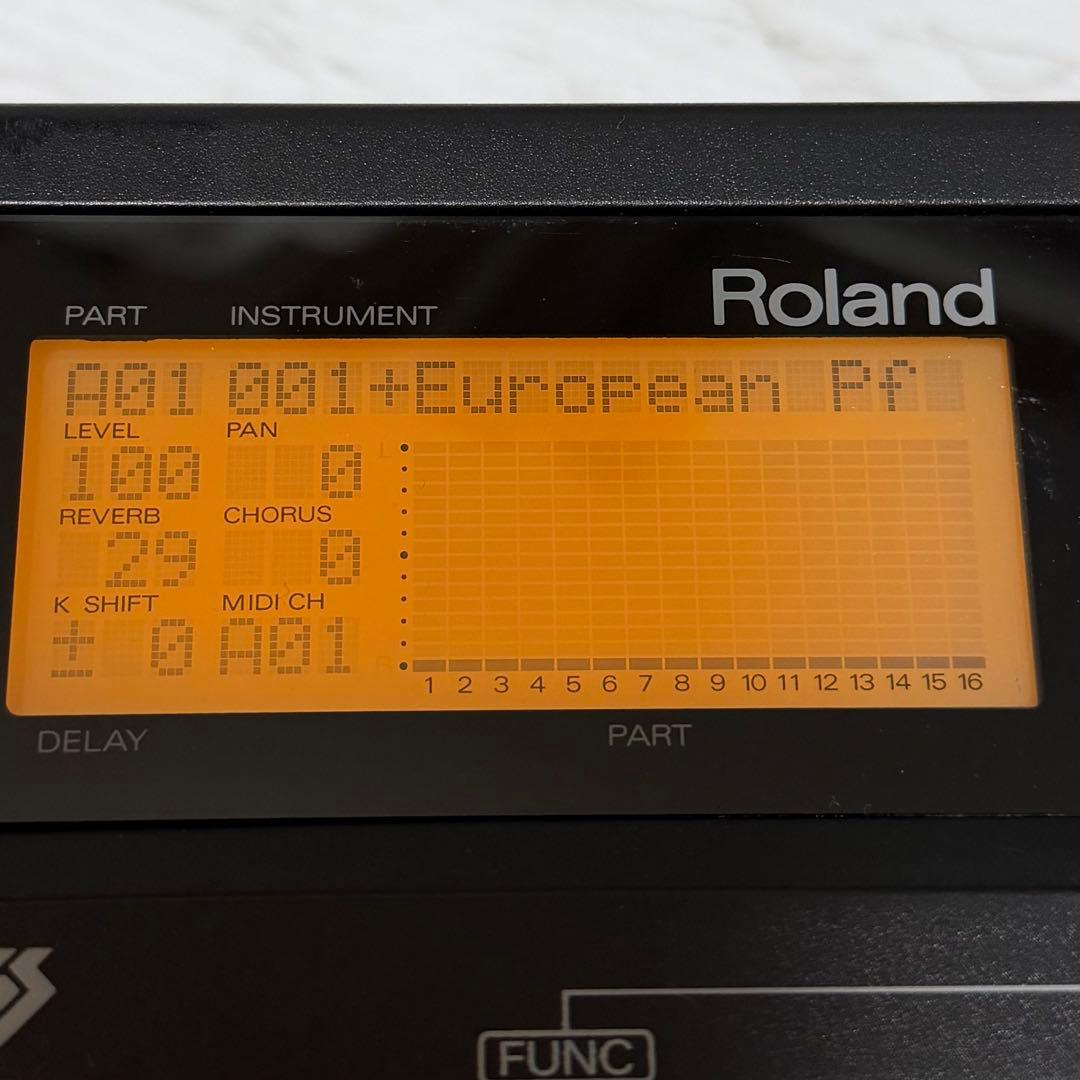 Roland
PART INSTRUMENT
A01 001+European Pf
LEVEL PAN
100 0
REVERB CHORUS
29 0
K SHIFT MIDI CH
± 0 A01
L
R
1 2 3 4 5 6 7 8 9 10 11 12 13 14 15 16
DELAY PART
FUNC